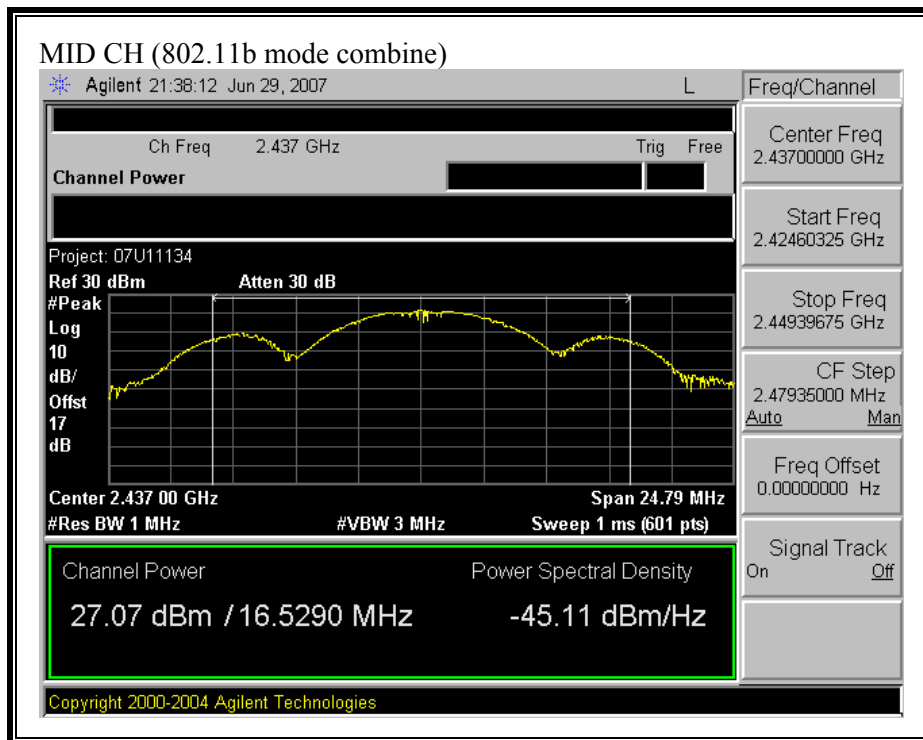 MID CH (802.11b mode combine)
Agilent 21:38:12 Jun 29, 2007 L
Freq/Channel
Ch Freq 2.437 GHz Trig Free
Channel Power
Project: 07U11134
Ref 30 dBm Atten 30 dB
#Peak
Log
10
dB/
Offst
17
dB
Center 2.437 00 GHz Span 24.79 MHz
#Res BW 1 MHz #VBW 3 MHz Sweep 1 ms (601 pts)
Channel Power Power Spectral Density
27.07 dBm / 16.5290 MHz -45.11 dBm/Hz
Copyright 2000-2004 Agilent Technologies
Center Freq
2.43700000 GHz
Start Freq
2.42460325 GHz
Stop Freq
2.44939675 GHz
CF Step
2.47935000 MHz
Auto Man
Freq Offset
0.00000000 Hz
Signal Track
On Off